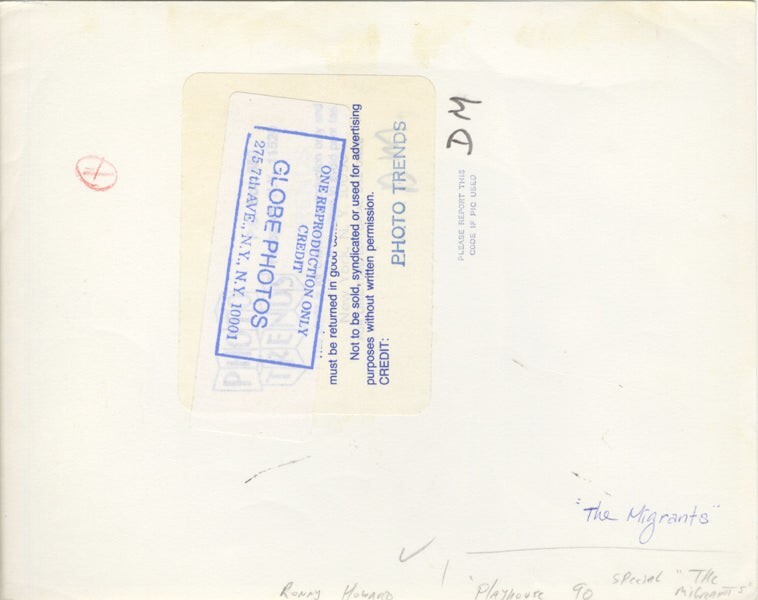 DM
PLEASE REPORT THIS
CODE IF PIC USED
ONE REPRODUCTION ONLY
CREDIT
GLOBE PHOTOS
275-7th AVE., N.Y., N.Y. 10001
must be returned in good
Not to be sold, syndicated or used for advertising
purposes without written permission.
CREDIT:
PHOTO TRENDS
PHOTO
TRENDS
"The Migrants"
Ronny Howard
"Playhouse 90 special "The
Migrants"